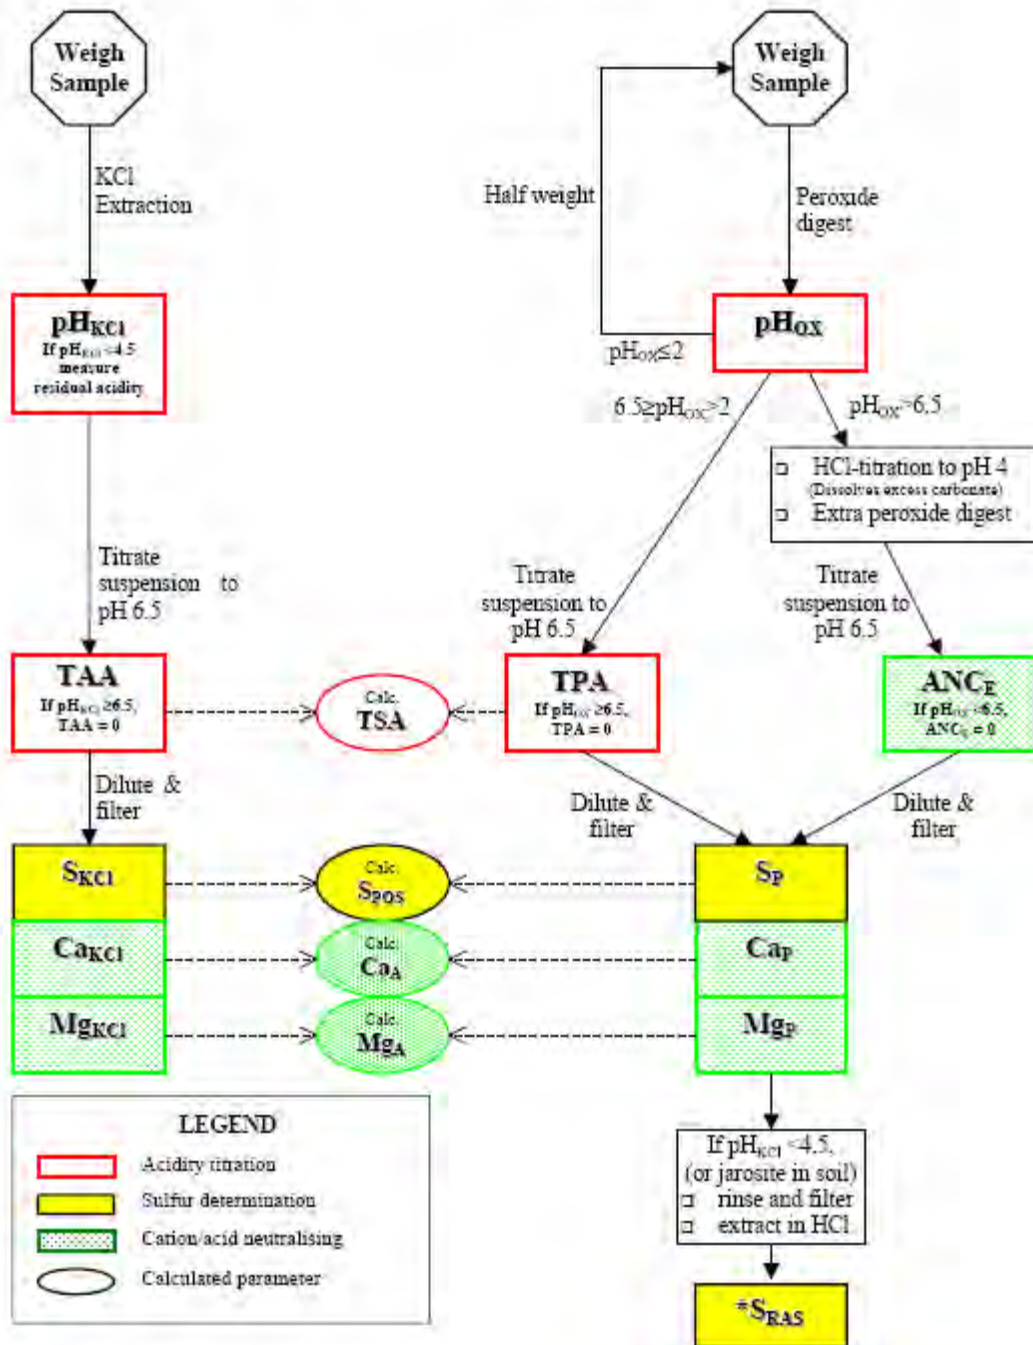 Weigh
Sample
Weigh
Sample
KCl
Extraction
Half weight
Peroxide
digest
pHKCl
If pHKCl <4.5
measure
residual acidity
pHOX
pHOX≤2
6.5≥pHOX>2
pHOX>6.5
❑ HCl-titration to pH 4
(Dissolves excess carbonate)
❑ Extra peroxide digest
Titrate
suspension to
pH 6.5
Titrate
suspension to
pH 6.5
Titrate
suspension to
pH 6.5
TAA
If pHKCl ≥6.5,
TAA = 0
Calc.
TSA
TPA
If pHOX ≥6.5,
TPA = 0
ANCE
If pHOX <6.5,
ANCE = 0
Dilute &
filter
Dilute &
filter
Dilute &
filter
SKCl
Calc.
SPOS
SP
CaKCl
Calc.
CaA
CaP
MgKCl
Calc.
MgA
MgP
LEGEND
Acidity titration
Sulfur determination
Cation/acid neutralising
Calculated parameter
If pHKCl <4.5,
(or jarosite in soil)
❑ rinse and filter
❑ extract in HCl
*SRAS